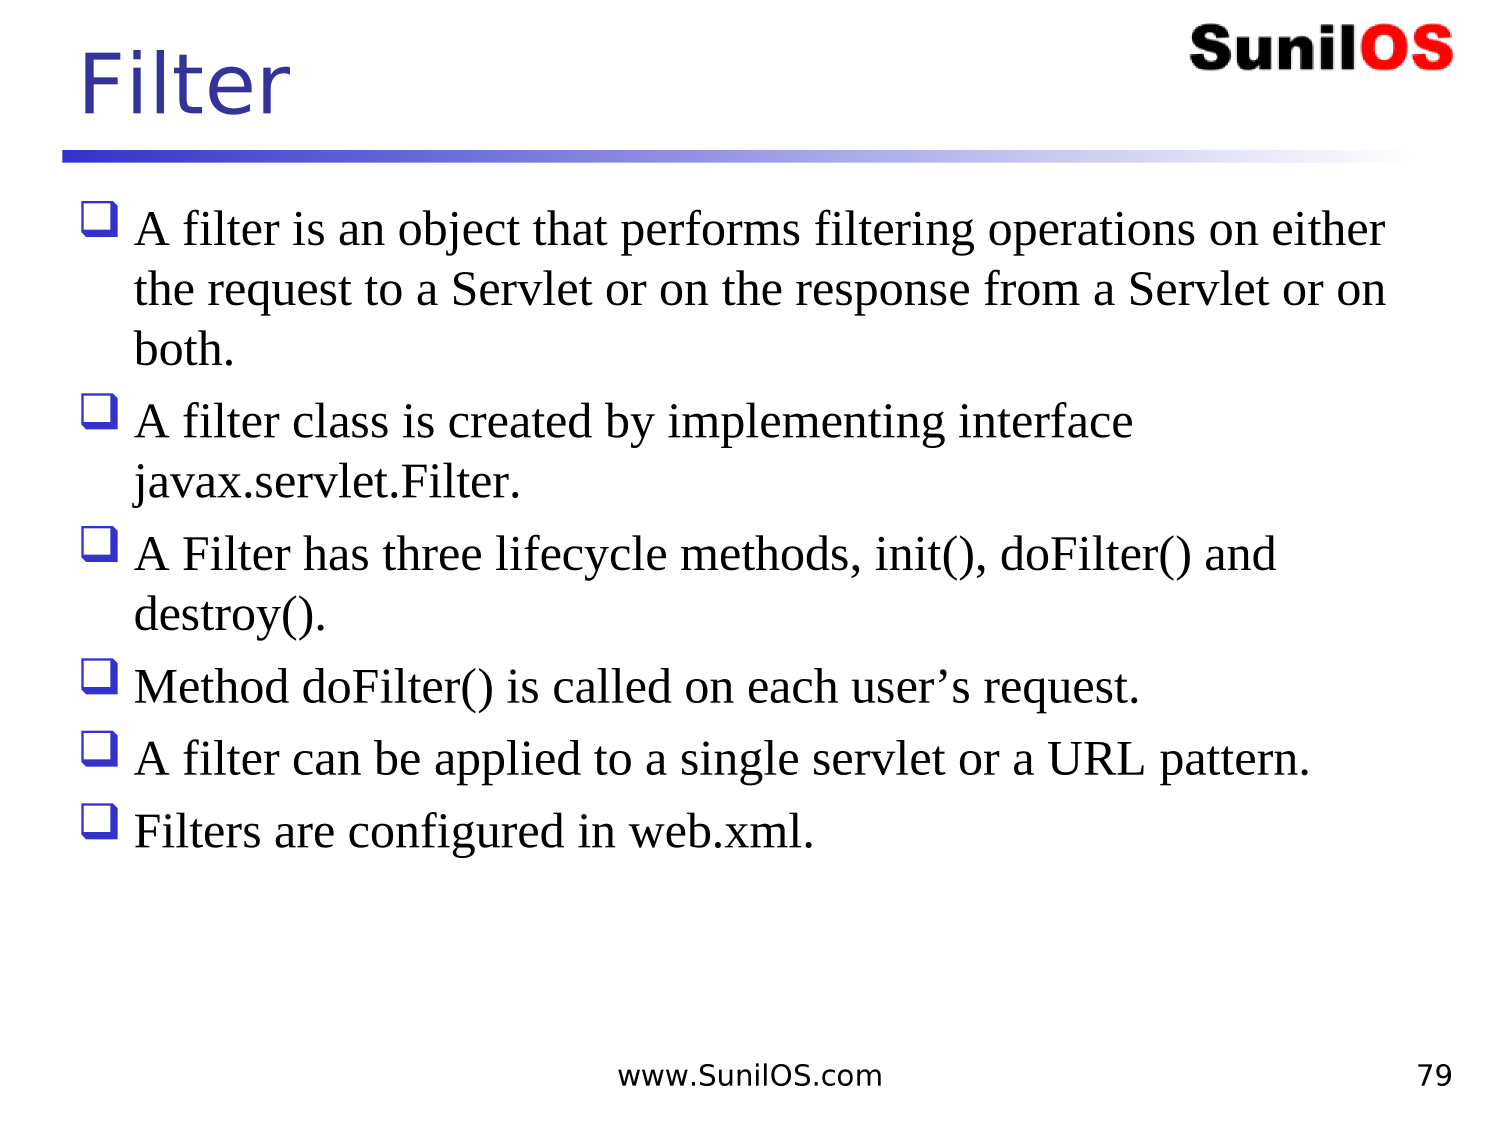 SunilOS
Filter
A filter is an object that performs filtering operations on either
the request to a Servlet or on the response from a Servlet or on
both.
A filter class is created by implementing interface
javax.servlet.Filter.
A Filter has three lifecycle methods, init(), doFilter() and
destroy().
Method doFilter() is called on each user’s request.
A filter can be applied to a single servlet or a URL pattern.
Filters are configured in web.xml.
www.SunilOS.com
79